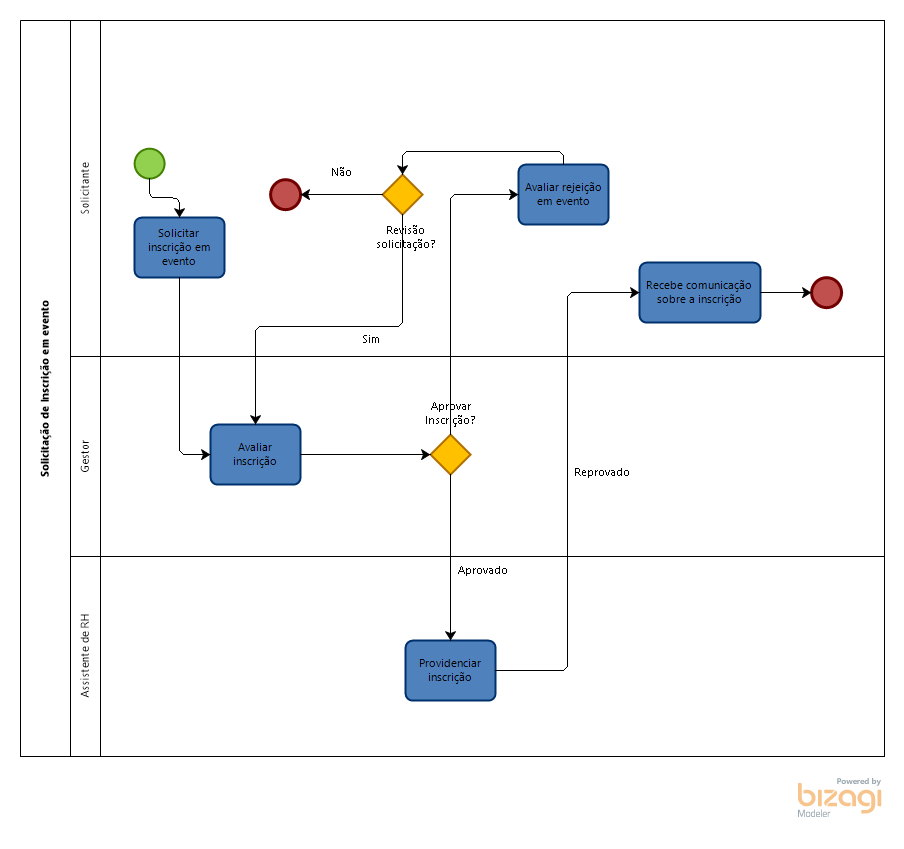 Solicitação de Inscrição em evento
Solicitante
Solicitar
inscrição em
evento
Não
Revisão
solicitação?
Sim
Avaliar rejeição
em evento
Recebe comunicação
sobre a inscrição
Gestor
Avaliar
inscrição
Aprovar
Inscrição?
Reprovado
Assistente de RH
Aprovado
Providenciar
inscrição
Powered by
bizagi
Modeler